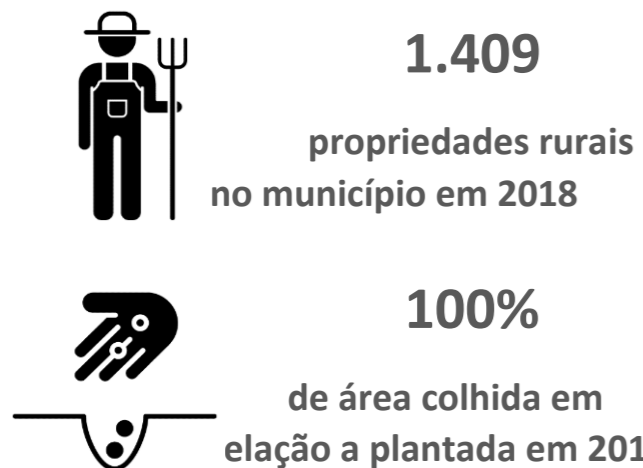 1.409
propriedades rurais
no município em 2018
100%
de área colhida em
elação a plantada em 201